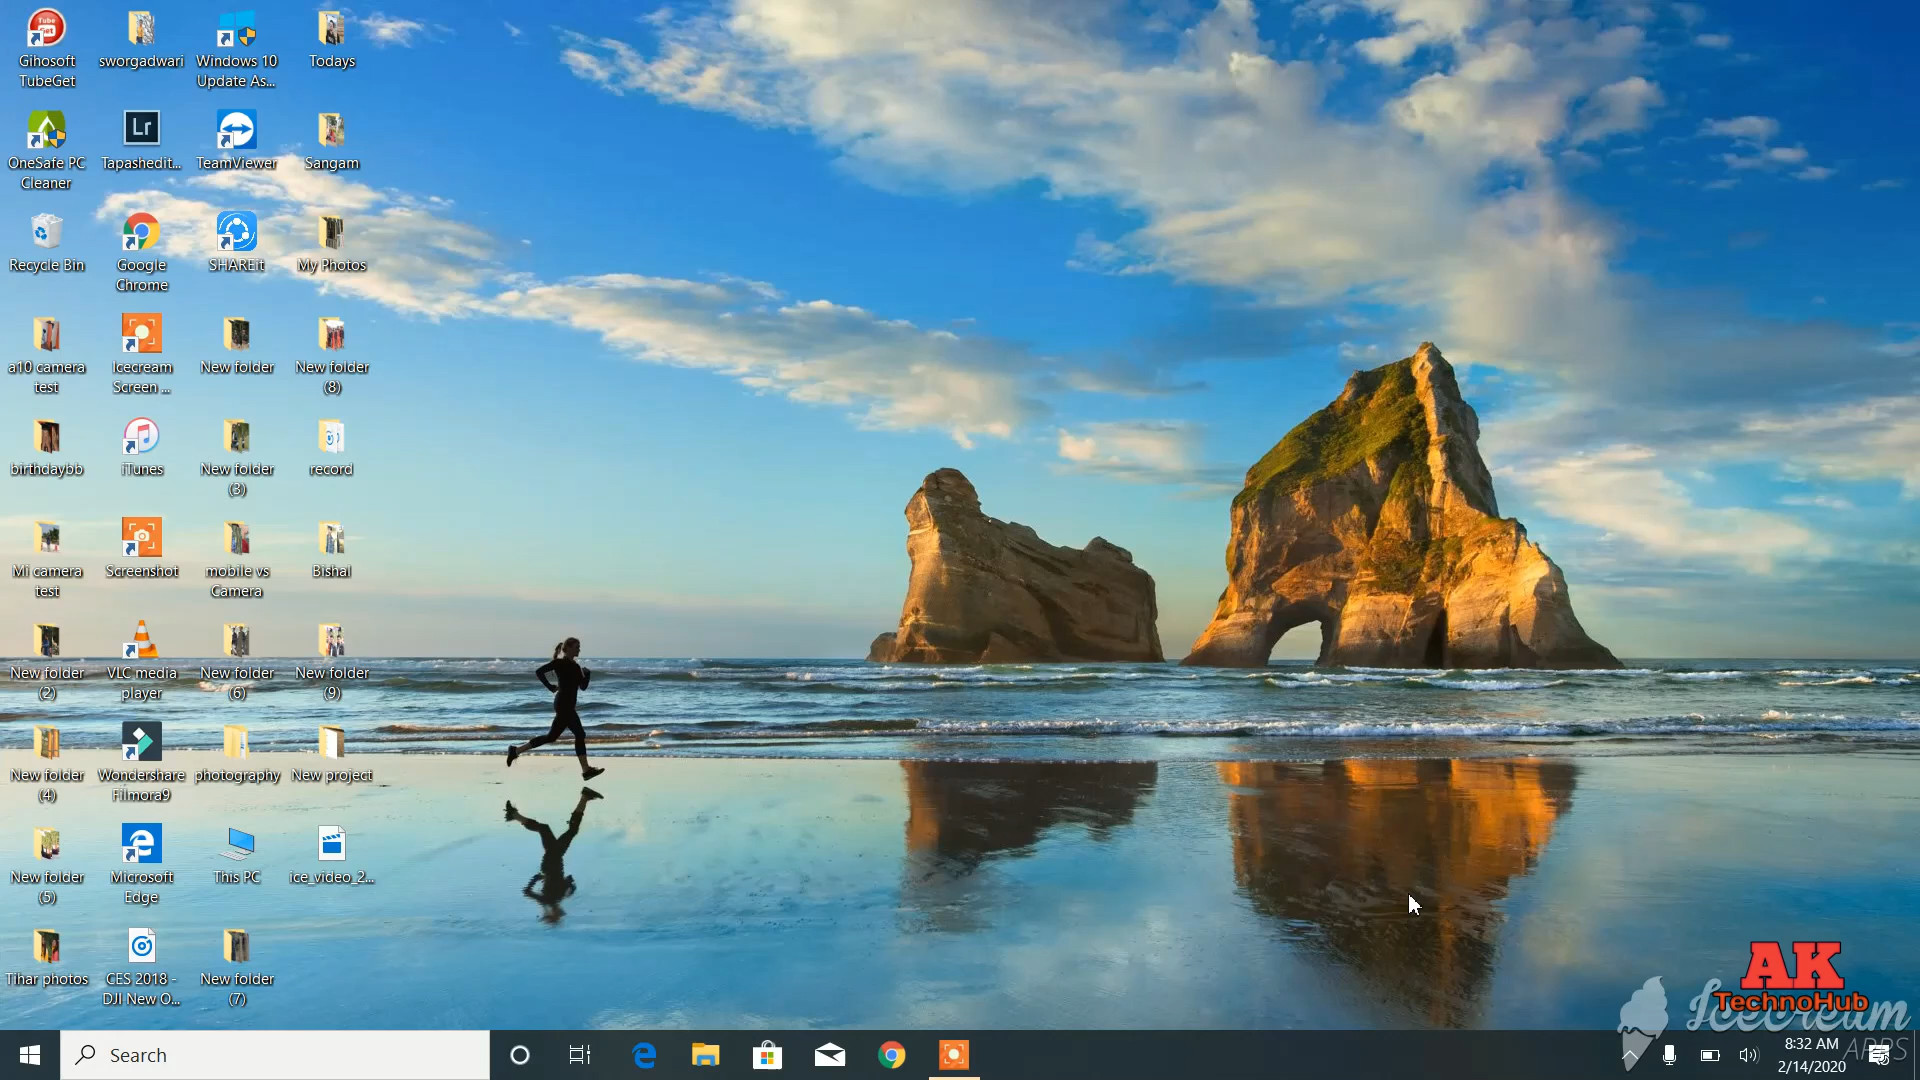 Gihosoft
TubeGet
sworgadwari
Windows 10
Update As...
Todays
OneSafe PC
Cleaner
Lr
Tapashedit...
TeamViewer
Sangam
Recycle Bin
Google
Chrome
SHAREit
My Photos
a10 camera
test
Icecream
Screen ...
New folder
New folder
(8)
birthdaybb
iTunes
New folder
(3)
record
Mi camera
test
Screenshot
mobile vs
Camera
Bishal
New folder
(2)
VLC media
player
New folder
(6)
New folder
(9)
New folder
(4)
Wondershare
Filmora9
photography
New project
New folder
(5)
Microsoft
Edge
This PC
ice_video_2...
Tihar photos
CES 2018 -
DJI New O...
New folder
(7)
AK
TechnoHub
Icecream
APPS
Search
8:32 AM
2/14/2020